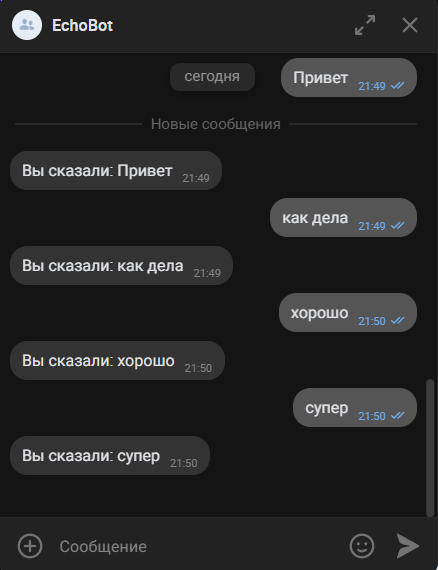 EchoBot
сегодня
Привет 21:49
Новые сообщения
Вы сказали: Привет 21:49
как дела 21:49
Вы сказали: как дела 21:49
хорошо 21:50
Вы сказали: хорошо 21:50
супер 21:50
Вы сказали: супер 21:50
Сообщение